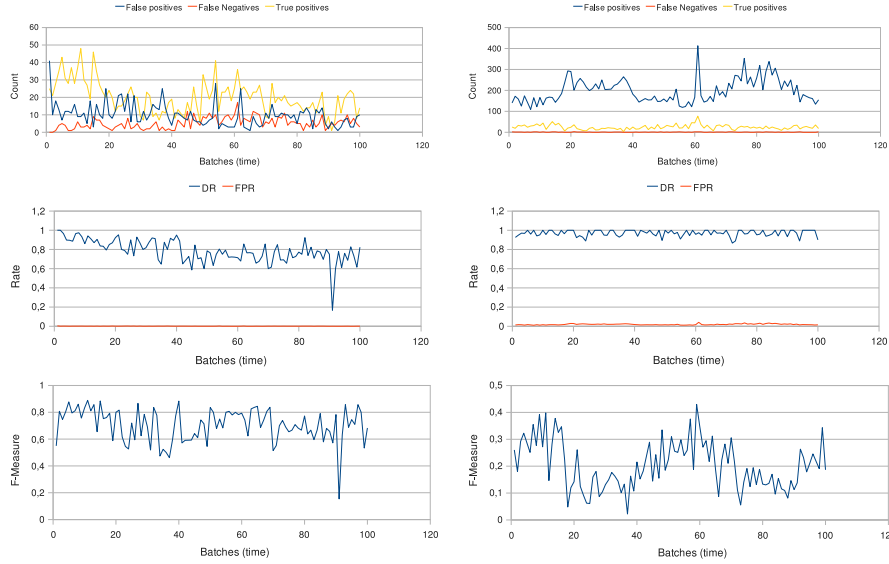 False positives False Negatives True positives
Count
60
50
40
30
20
10
0
0 20 40 60 80 100 120
Batches (time)
False positives False Negatives True positives
Count
500
400
300
200
100
0
0 20 40 60 80 100 120
Batches (time)
DR FPR
Rate
1,2
1
0,8
0,6
0,4
0,2
0
0 20 40 60 80 100 120
Batches (time)
DR FPR
Rate
1,2
1
0,8
0,6
0,4
0,2
0
0 20 40 60 80 100 120
Batches (time)
F-Measure
1
0,8
0,6
0,4
0,2
0
0 20 40 60 80 100 120
Batches (time)
F-Measure
0,5
0,4
0,3
0,2
0,1
0
0 20 40 60 80 100 120
Batches (time)